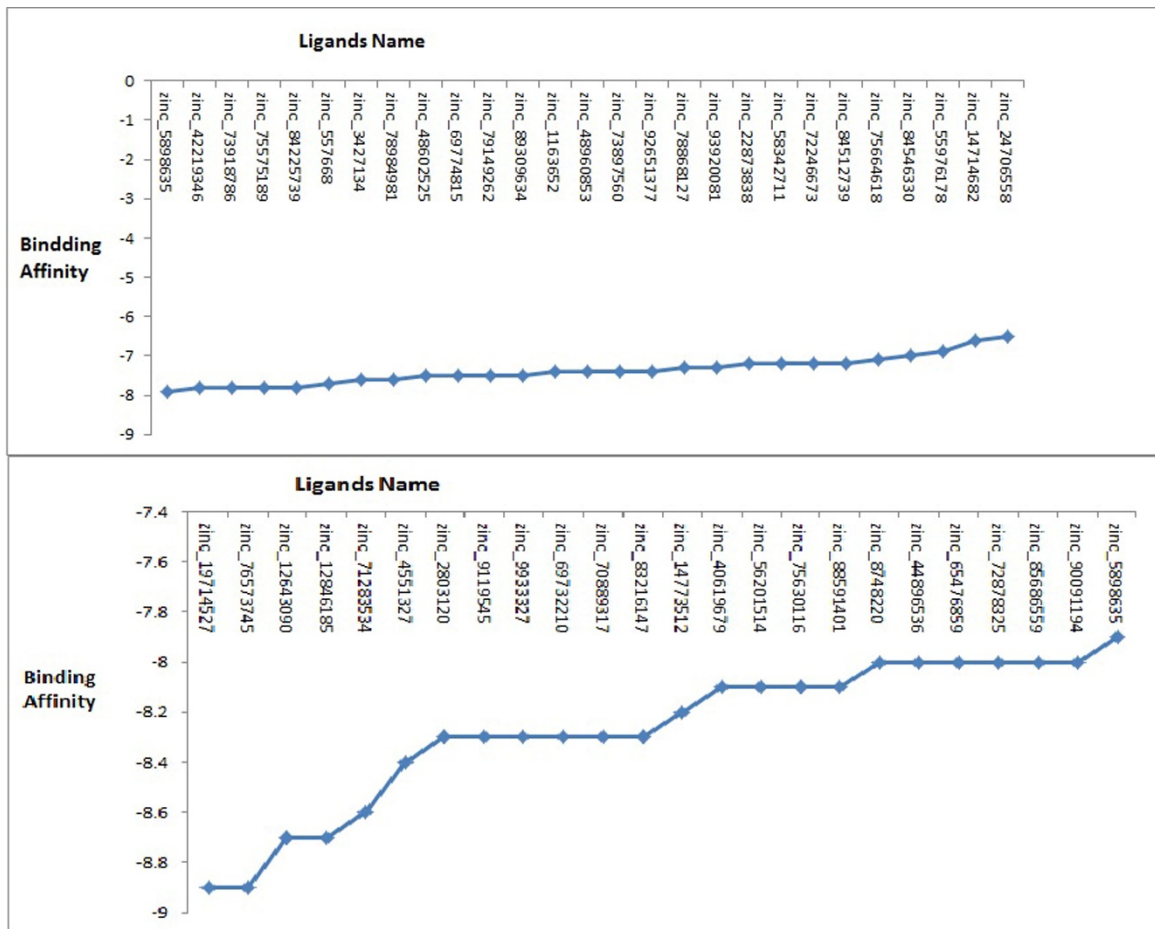 Ligands Name
0
-1
-2
-3
-4
-5
-6
-7
-8
-9
Bindding
Affinity
zinc_5898635
zinc_42219346
zinc_73918786
zinc_75575189
zinc_84225739
zinc_557668
zinc_3427134
zinc_78984981
zinc_48602525
zinc_69774815
zinc_79149262
zinc_89309634
zinc_1163652
zinc_48960853
zinc_73897560
zinc_92651377
zinc_78868127
zinc_93920081
zinc_22873838
zinc_58342711
zinc_72246673
zinc_84512739
zinc_75664618
zinc_84546330
zinc_55976178
zinc_14714682
zinc_24706558
Ligands Name
-7.4
-7.6
-7.8
-8
-8.2
-8.4
-8.6
-8.8
-9
Binding
Affinity
zinc_19714527
zinc_76573745
zinc_12643090
zinc_12846185
zinc_71283534
zinc_4551327
zinc_2803120
zinc_9119545
zinc_9933327
zinc_69732210
zinc_70889317
zinc_83216147
zinc_14773512
zinc_40619679
zinc_56201514
zinc_75630116
zinc_88591401
zinc_8748220
zinc_44896536
zinc_65476859
zinc_72878325
zinc_85686559
zinc_90091194
zinc_5898635